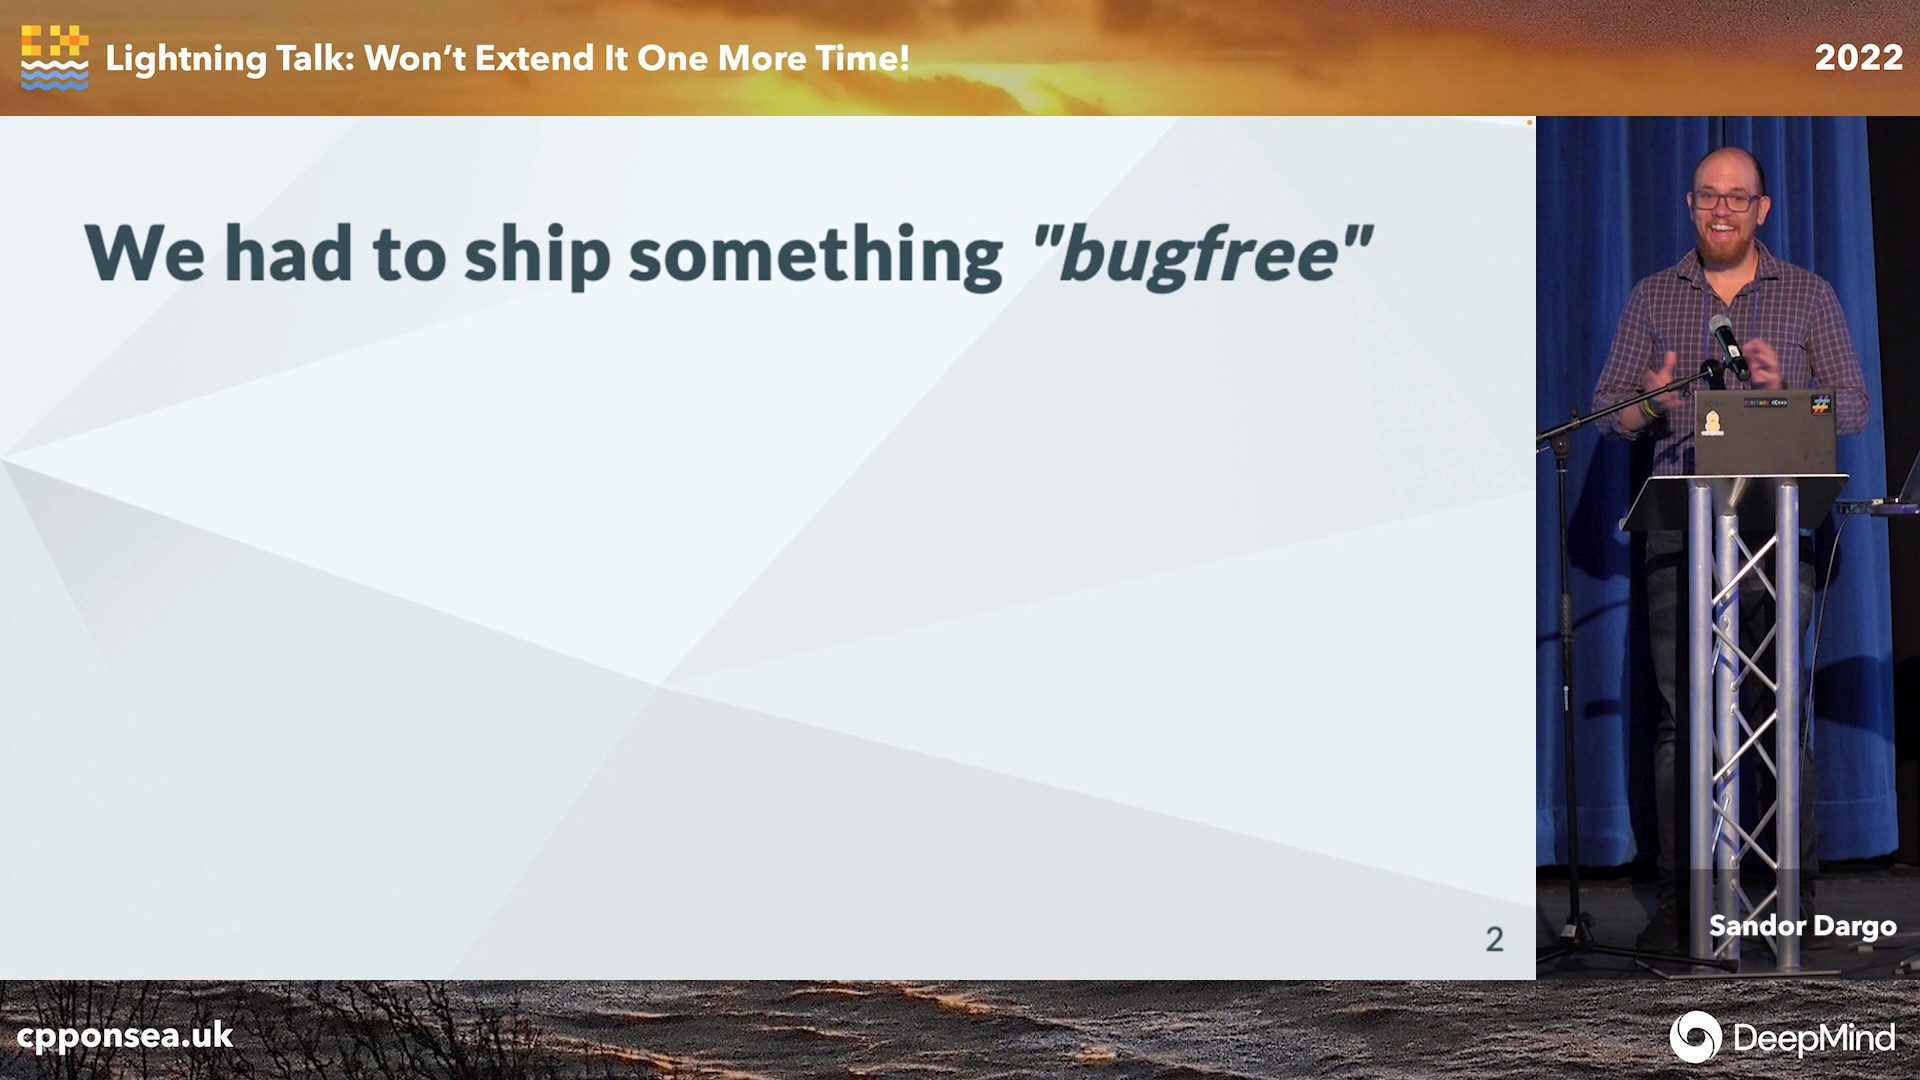 Lightning Talk: Won’t Extend It One More Time!
2022
We had to ship something "bugfree"
2
Sandor Dargo
cpponsea.uk
DeepMind